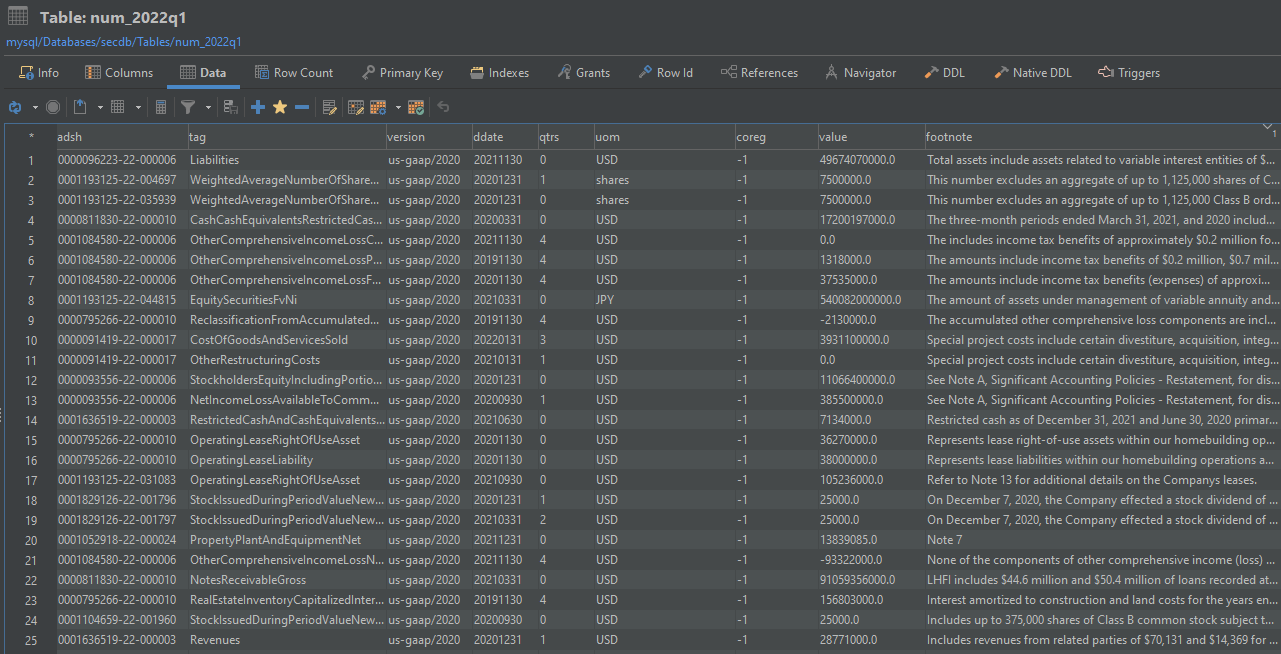 Table: num_2022q1
mysql/Databases/secdb/Tables/num_2022q1
Info Columns Data Row Count Primary Key Indexes Grants Row Id References Navigator DDL Native DDL Triggers
* adsh tag version ddate qtrs uom coreg value footnote 1
1 0000096223-22-000006 Liabilities us-gaap/2020 20211130 0 USD -1 49674070000.0 Total assets include assets related to variable interest entities of $...
2 0001193125-22-004697 WeightedAverageNumberOfShare... us-gaap/2020 20201231 1 shares -1 7500000.0 This number excludes an aggregate of up to 1,125,000 shares of C...
3 0001193125-22-035939 WeightedAverageNumberOfShare... us-gaap/2020 20201231 0 shares -1 7500000.0 This number excludes an aggregate of up to 1,125,000 Class B ord...
4 0000811830-22-000010 CashCashEquivalentsRestrictedCas... us-gaap/2020 20200331 0 USD -1 17200197000.0 The three-month periods ended March 31, 2021, and 2020 includ...
5 0001084580-22-000006 OtherComprehensiveIncomeLossC... us-gaap/2020 20211130 4 USD -1 0.0 The includes income tax benefits of approximately $0.2 million fo...
6 0001084580-22-000006 OtherComprehensiveIncomeLossP... us-gaap/2020 20191130 4 USD -1 1318000.0 The amounts include income tax benefits of $0.2 million, $0.7 mil...
7 0001084580-22-000006 OtherComprehensiveIncomeLossF... us-gaap/2020 20201130 4 USD -1 37535000.0 The amounts include income tax benefits (expenses) of approxi...
8 0001193125-22-044815 EquitySecuritiesFvNi us-gaap/2020 20210331 0 JPY -1 540082000000.0 The amount of assets under management of variable annuity and...
9 0000795266-22-000010 ReclassificationFromAccumulated... us-gaap/2020 20191130 4 USD -1 -2130000.0 The accumulated other comprehensive loss components are incl...
10 0000091419-22-000017 CostOfGoodsAndServicesSold us-gaap/2020 20220131 3 USD -1 3931100000.0 Special project costs include certain divestiture, acquisition, integ...
11 0000091419-22-000017 OtherRestructuringCosts us-gaap/2020 20210131 1 USD -1 0.0 Special project costs include certain divestiture, acquisition, integ...
12 0000093556-22-000006 StockholdersEquityIncludingPortio... us-gaap/2020 20201231 0 USD -1 11066400000.0 See Note A, Significant Accounting Policies - Restatement, for dis...
13 0000093556-22-000006 NetIncomeLossAvailableToComm... us-gaap/2020 20200930 1 USD -1 385500000.0 See Note A, Significant Accounting Policies - Restatement, for dis...
14 0001636519-22-000003 RestrictedCashAndCashEquivalents... us-gaap/2020 20210630 0 USD -1 7134000.0 Restricted cash as of December 31, 2021 and June 30, 2020 primar...
15 0000795266-22-000010 OperatingLeaseRightOfUseAsset us-gaap/2020 20201130 0 USD -1 36270000.0 Represents lease right-of-use assets within our homebuilding op...
16 0000795266-22-000010 OperatingLeaseLiability us-gaap/2020 20201130 0 USD -1 38000000.0 Represents lease liabilities within our homebuilding operations a...
17 0001193125-22-031083 OperatingLeaseRightOfUseAsset us-gaap/2020 20210930 0 USD -1 105236000.0 Refer to Note 13 for additional details on the Companys leases.
18 0001829126-22-001796 StockIssuedDuringPeriodValueNew... us-gaap/2020 20201231 1 USD -1 25000.0 On December 7, 2020, the Company effected a stock dividend of ...
19 0001829126-22-001797 StockIssuedDuringPeriodValueNew... us-gaap/2020 20210331 2 USD -1 25000.0 On December 7, 2020, the Company effected a stock dividend of ...
20 0001052918-22-000024 PropertyPlantAndEquipmentNet us-gaap/2020 20211231 0 USD -1 13839085.0 Note 7
21 0001084580-22-000006 OtherComprehensiveIncomeLossN... us-gaap/2020 20211130 4 USD -1 -93322000.0 None of the components of other comprehensive income (loss) ...
22 0000811830-22-000010 NotesReceivableGross us-gaap/2020 20210331 0 USD -1 91059356000.0 LHFI includes $44.6 million and $50.4 million of loans recorded at...
23 0000795266-22-000010 RealEstateInventoryCapitalizedInter... us-gaap/2020 20191130 4 USD -1 156803000.0 Interest amortized to construction and land costs for the years en...
24 0001104659-22-001960 StockIssuedDuringPeriodValueNew... us-gaap/2020 20200930 0 USD -1 25000.0 Includes up to 375,000 shares of Class B common stock subject t...
25 0001636519-22-000003 Revenues us-gaap/2020 20201231 1 USD -1 28771000.0 Includes revenues from related parties of $70,131 and $14,369 for ...